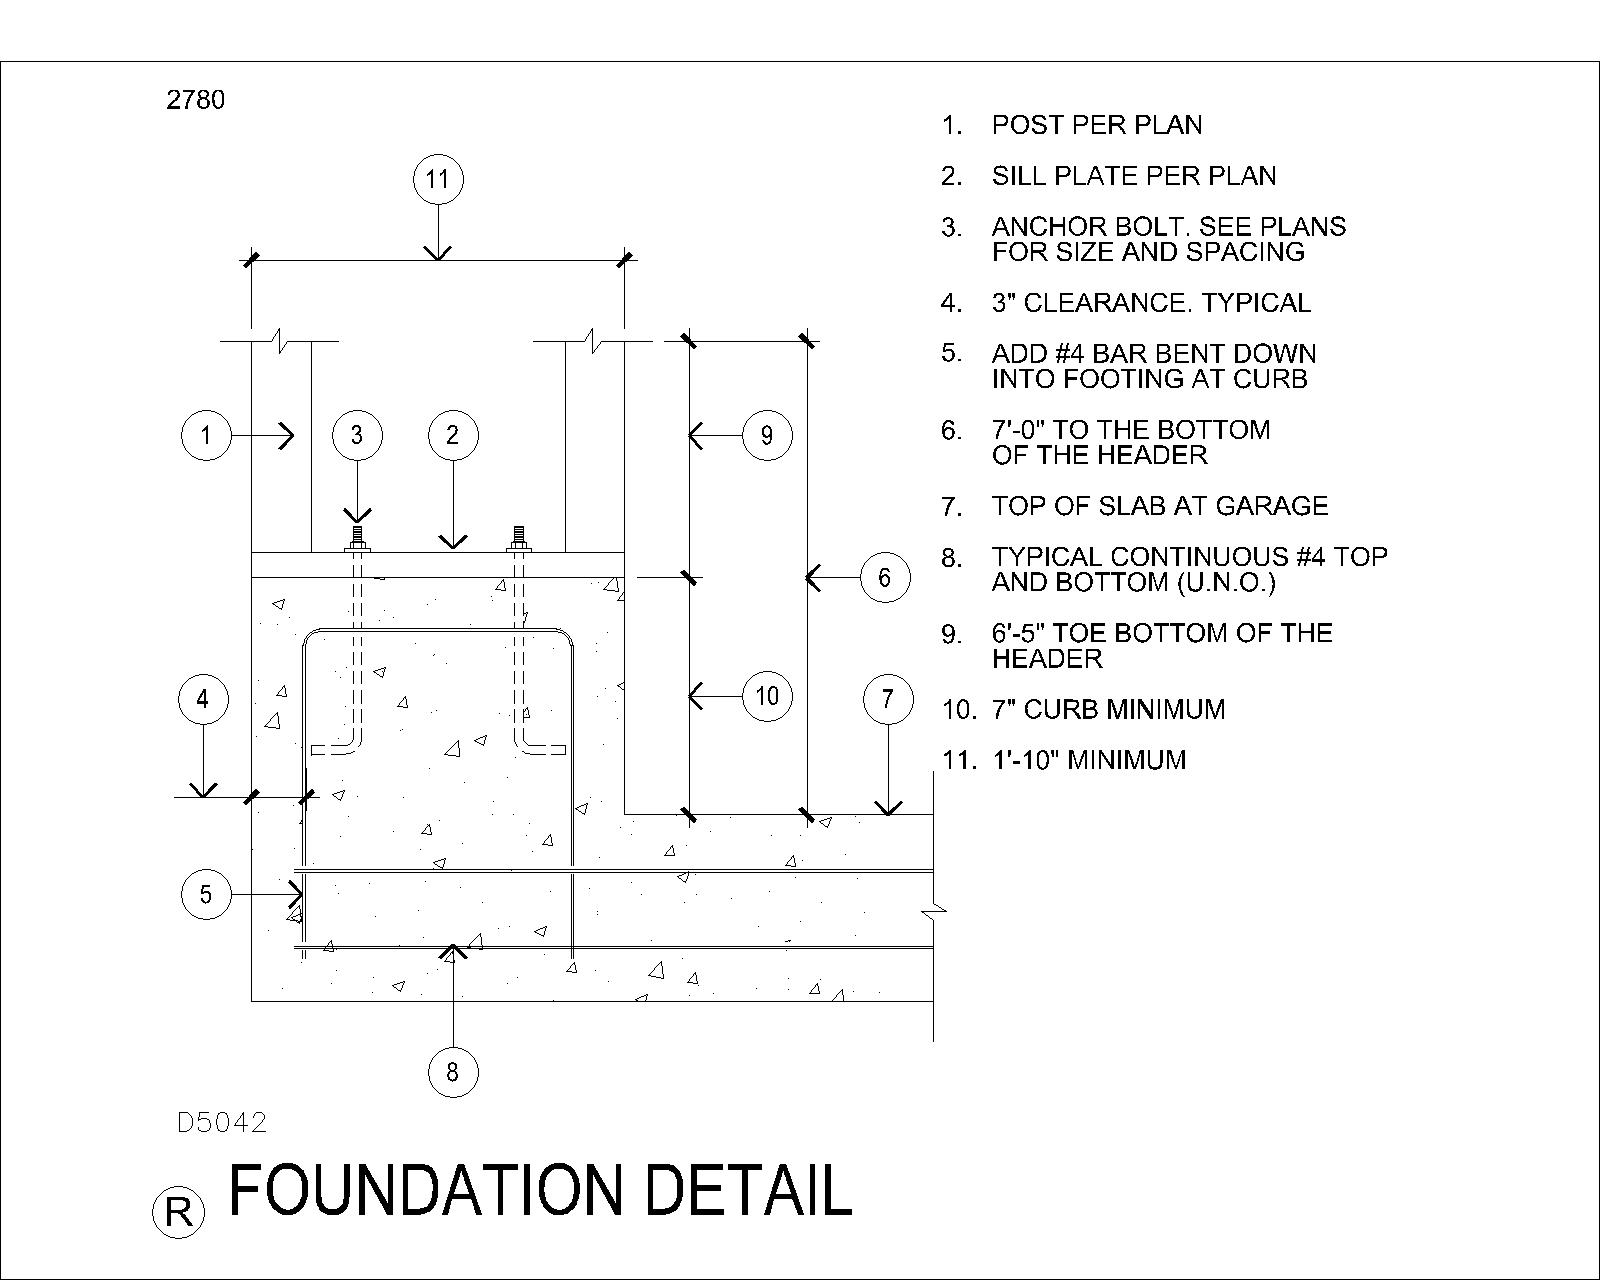 2780
11
1
3
2
9
6
4
10
7
5
8
1. POST PER PLAN
2. SILL PLATE PER PLAN
3. ANCHOR BOLT. SEE PLANS
FOR SIZE AND SPACING
4. 3" CLEARANCE. TYPICAL
5. ADD #4 BAR BENT DOWN
INTO FOOTING AT CURB
6. 7'-0" TO THE BOTTOM
OF THE HEADER
7. TOP OF SLAB AT GARAGE
8. TYPICAL CONTINUOUS #4 TOP
AND BOTTOM (U.N.O.)
9. 6'-5" TOE BOTTOM OF THE
HEADER
10. 7" CURB MINIMUM
11. 1'-10" MINIMUM
D5042
R FOUNDATION DETAIL